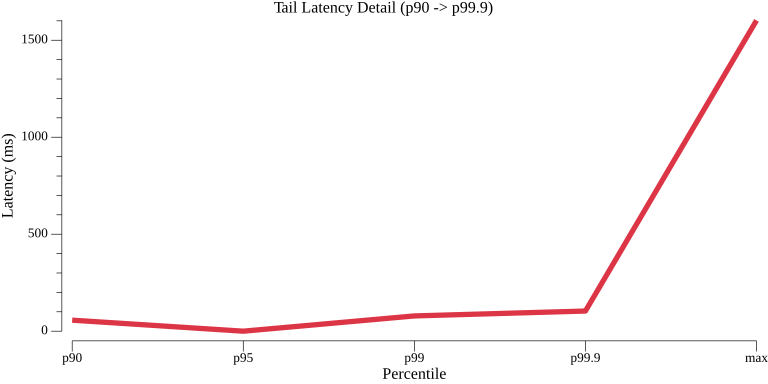 Tail Latency Detail (p90 -> p99.9)
1500
1000
500
0
Latency (ms)
p90
p95
p99
p99.9
max
Percentile